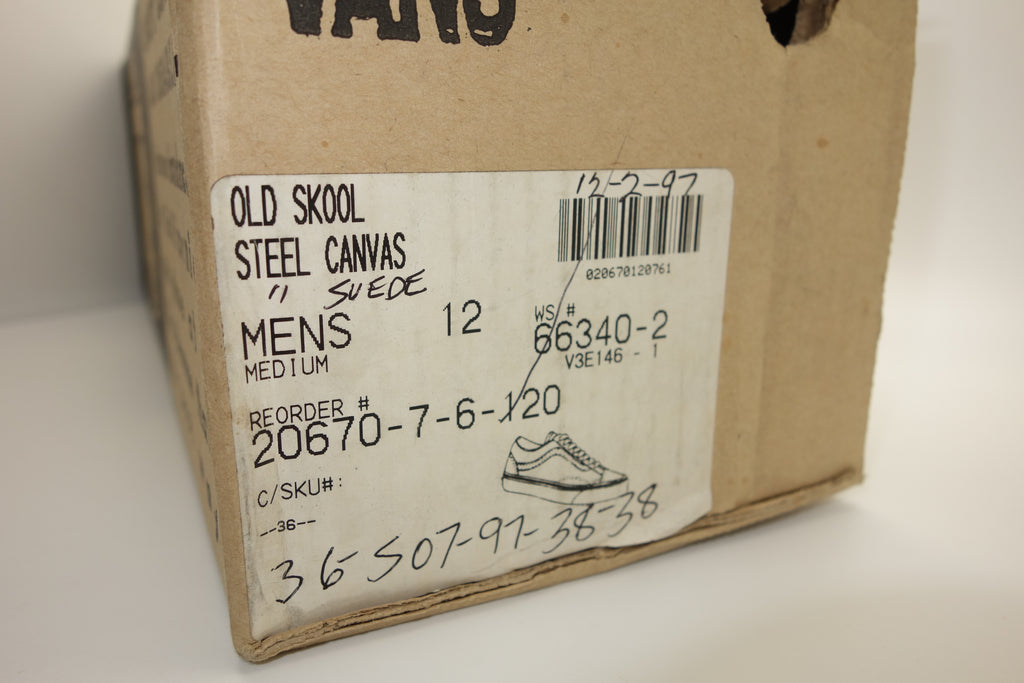 VANS
OLD SKOOL
STEEL CANVAS
" SUEDE
MENS 12
MEDIUM
12-2-97
020670120761
WS #
66340-2
V3E146 - 1
REORDER #
20670-7-6-120
C/SKU#:
--36--
36-507-97-38-38